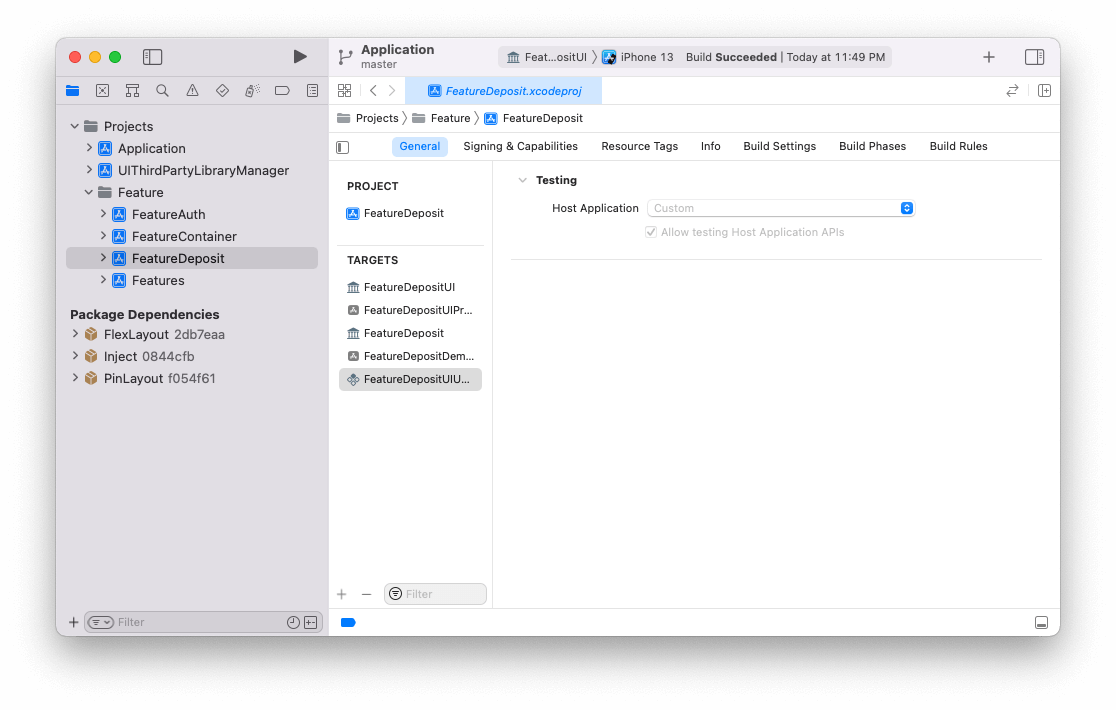 Application
master
Feat...ositUI
iPhone 13
Build Succeeded | Today at 11:49 PM
FeatureDeposit.xcodeproj
Projects
Feature
FeatureDeposit
General
Signing & Capabilities
Resource Tags
Info
Build Settings
Build Phases
Build Rules
Projects
Application
UIThirdPartyLibraryManager
Feature
FeatureAuth
FeatureContainer
FeatureDeposit
Features
Package Dependencies
FlexLayout 2db7eaa
Inject 0844cfb
PinLayout f054f61
Filter
PROJECT
FeatureDeposit
TARGETS
FeatureDepositUI
FeatureDepositUIPr...
FeatureDeposit
FeatureDepositDem...
FeatureDepositUIU...
Filter
Testing
Host Application
Custom
Allow testing Host Application APIs